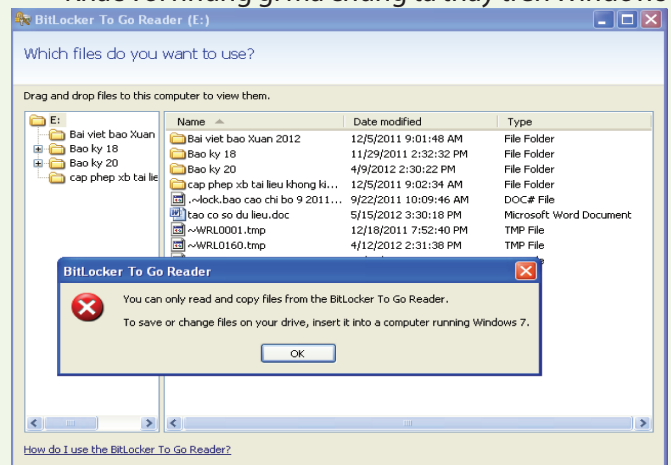 BitLocker To Go Reader (E:)
Which files do you want to use?
Drag and drop files to this computer to view them.
E:
Bai viet bao Xuan
Bao ky 18
Bao ky 20
cap phep xb tai lie
Name Date modified Type
Bai viet bao Xuan 2012 12/5/2011 9:01:48 AM File Folder
Bao ky 18 11/29/2011 2:32:32 PM File Folder
Bao ky 20 4/9/2012 2:30:22 PM File Folder
cap phep xb tai lieu khong ki... 12/5/2011 9:02:34 AM File Folder
.~lock.bao cao chi bo 9 2011... 9/22/2011 10:09:46 AM DOC# File
tao co so du lieu.doc 5/15/2012 3:30:18 PM Microsoft Word Document
~WRL0001.tmp 12/18/2011 7:52:40 PM TMP File
~WRL0160.tmp 4/12/2012 2:31:38 PM TMP File
BitLocker To Go Reader
You can only read and copy files from the BitLocker To Go Reader.
To save or change files on your drive, insert it into a computer running Windows 7.
OK
How do I use the BitLocker To Go Reader?